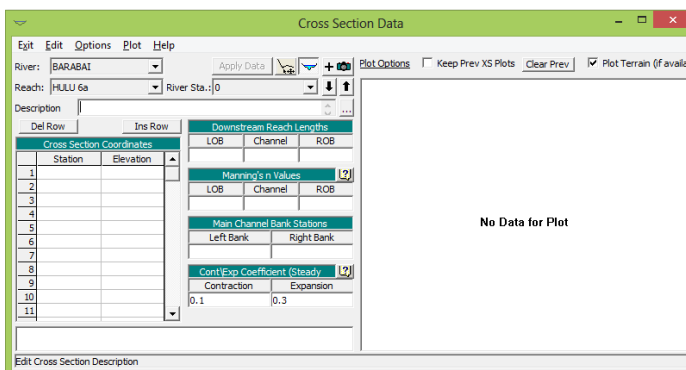 Cross Section Data
Exit Edit Options Plot Help
River: BARABAI Apply Data Plot Options Keep Prev XS Plots Clear Prev Plot Terrain (if availa
Reach: HULU 6a River Sta.: 0
Description ...
Del Row Ins Row Downstream Reach Lengths
Cross Section Coordinates LOB Channel ROB
Station Elevation
1
2 Manning's n Values
3 LOB Channel ROB
4
5 Main Channel Bank Stations
6 Left Bank Right Bank
7
8 Cont\Exp Coefficient (Steady
9 Contraction Expansion
10 0.1 0.3
11
No Data for Plot
Edit Cross Section Description